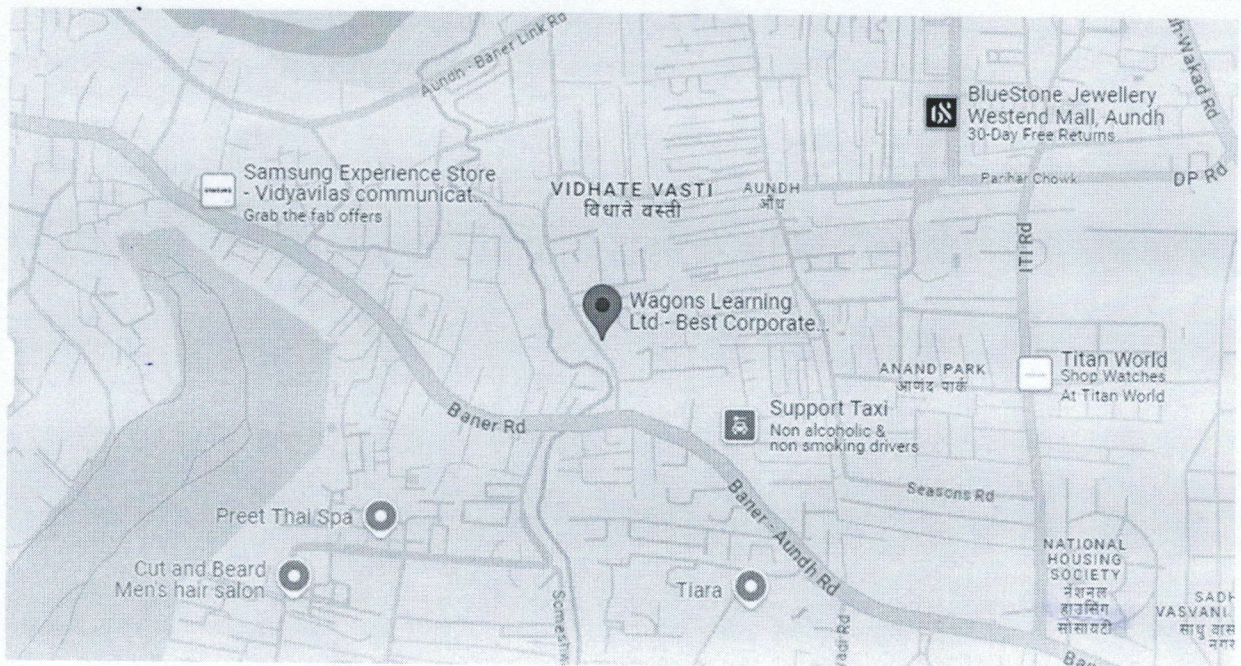 Aundh - Baner Link Rd
BlueStone Jewellery
Westend Mall, Aundh
30-Day Free Returns
Samsung Experience Store
- Vidyavilas communicat...
Grab the fab offers
VIDHATE VASTI
विधाते वस्ती
AUNDH
औंध
Parihar Chowk
DP Rd
ITI Rd
Wagons Learning
Ltd - Best Corporate...
ANAND PARK
आणंद पार्क
Titan World
Shop Watches
At Titan World
Baner Rd
Support Taxi
Non alcoholic &
non smoking drivers
Seasons Rd
Baner - Aundh Rd
Preet Thai Spa
Cut and Beard
Men's hair salon
Tiara
NATIONAL
HOUSING
SOCIETY
नॅशनल
हाउसिंग
सोसायटी
VASVANI
साधु